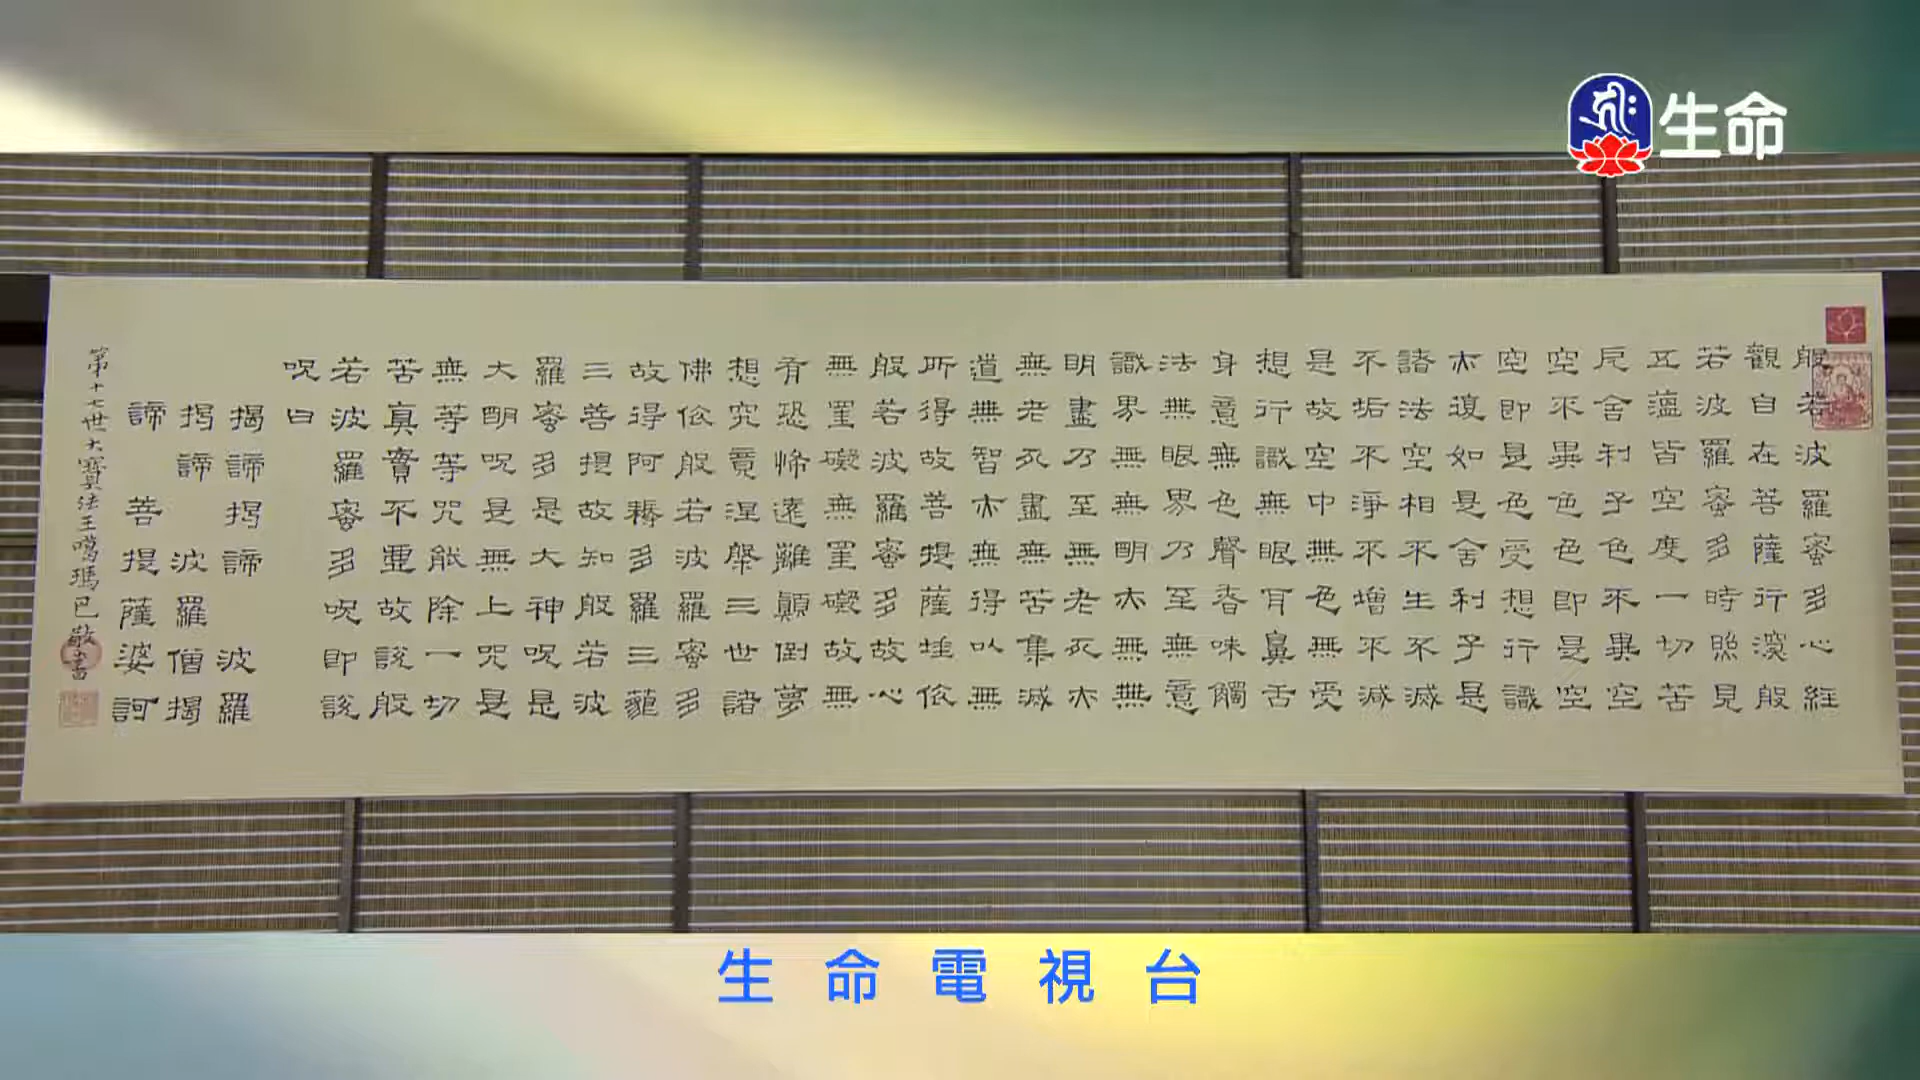 生命
般若波羅蜜多心經
觀自在菩薩行深般
若波羅蜜多時照見
五蘊皆空度一切苦
厄舍利子色不異空
空不異色色即是空
空即是色受想行識
亦復如是舍利子是
諸法空相不生不滅
不垢不淨不增不減
是故空中無色無受
想行識無眼耳鼻舌
身意無色聲香味觸
法無眼界乃至無意
識界無無明亦無無
明盡乃至無老死亦
無老死盡無苦集滅
道無智亦無得以無
所得故菩提薩埵依
般若波羅蜜多故心
無罣礙無罣礙故無
有恐怖遠離顛倒夢
想究竟涅槃三世諸
佛依般若波羅蜜多
故得阿耨多羅三藐
三菩提故知般若波
羅蜜多是大神呪是
大明呪是無上咒是
無等等咒能除一切
苦真實不虛故說般
若波羅蜜多呪即說
呪曰
揭諦揭諦 波羅
揭諦 波羅僧揭
諦 菩提薩婆訶
第十七世大寶法王噶瑪巴敬書
生命電視台